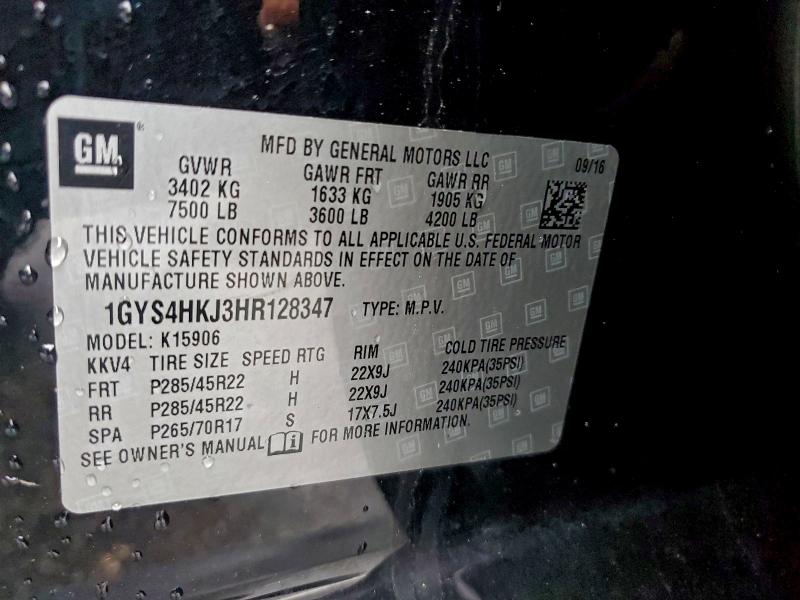 GM
MFD BY GENERAL MOTORS LLC
09/16
GVWR GAWR FRT GAWR RR
3402 KG 1633 KG 1905 KG
7500 LB 3600 LB 4200 LB
THIS VEHICLE CONFORMS TO ALL APPLICABLE U.S. FEDERAL MOTOR
VEHICLE SAFETY STANDARDS IN EFFECT ON THE DATE OF
MANUFACTURE SHOWN ABOVE.
1GYS4HKJ3HR128347 TYPE: M.P.V.
MODEL: K15906
KKV4 TIRE SIZE SPEED RTG RIM COLD TIRE PRESSURE
FRT P285/45R22 H 22X9J 240KPA(35PSI)
RR P285/45R22 H 22X9J 240KPA(35PSI)
SPA P265/70R17 S 17X7.5J 240KPA(35PSI)
SEE OWNER'S MANUAL FOR MORE INFORMATION.